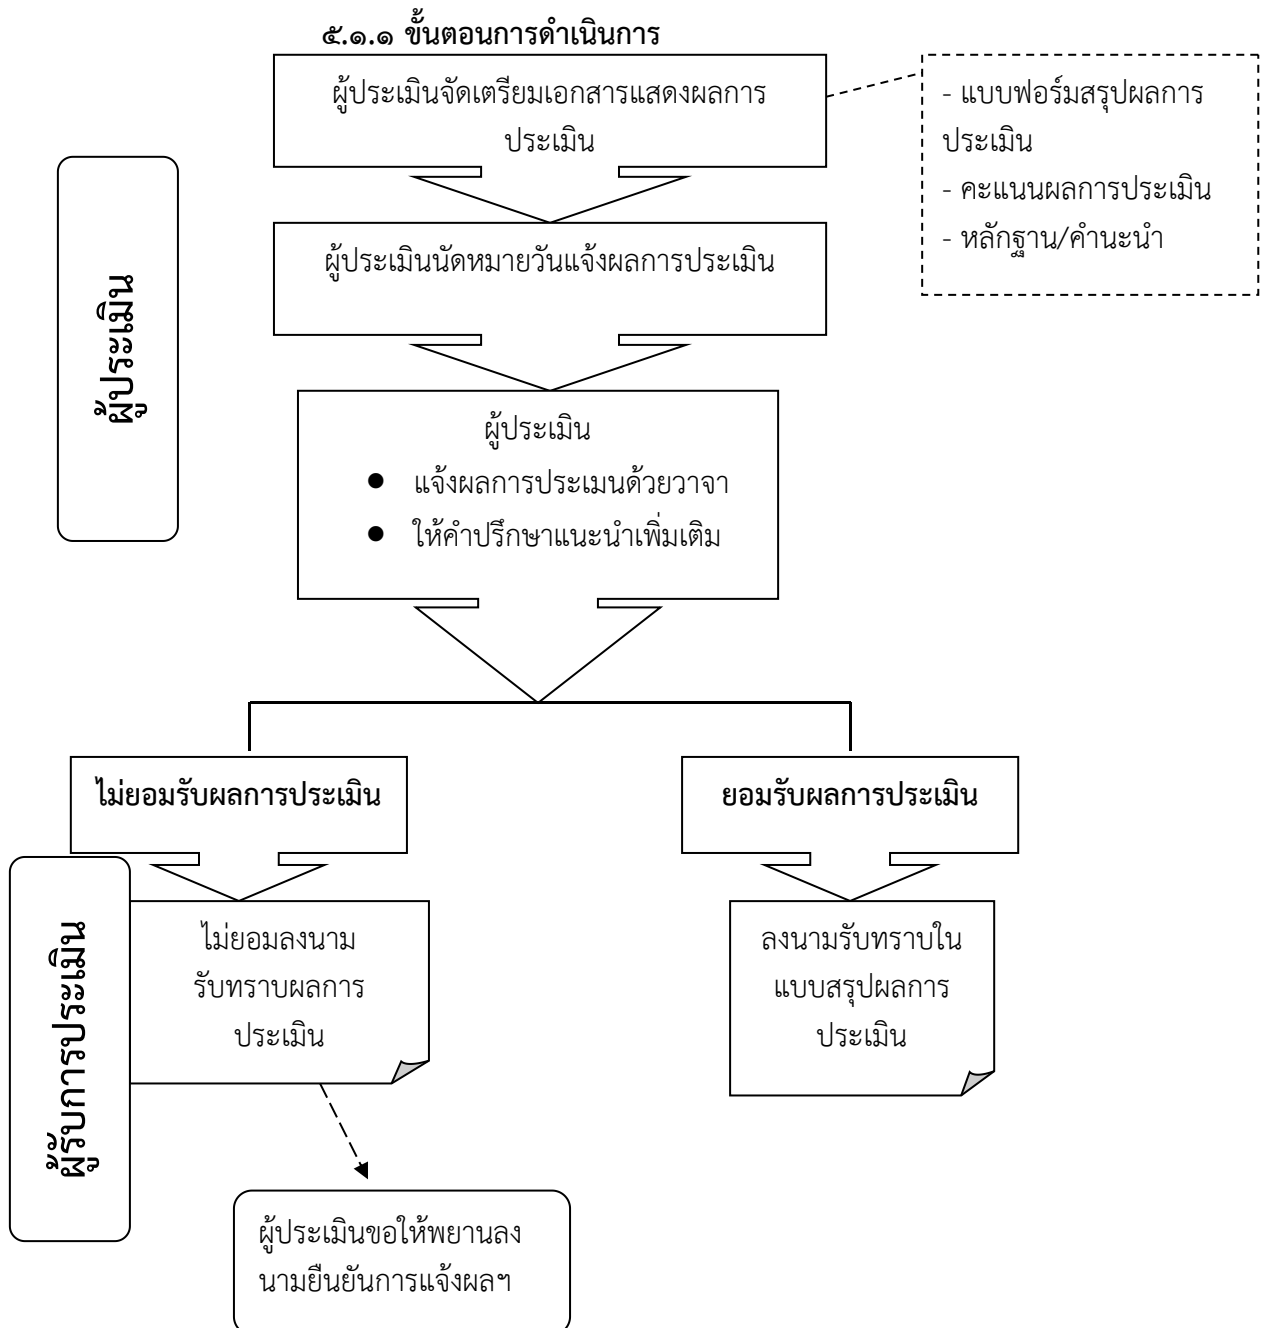 ๕.๑.๑ ขั้นตอนการดำเนินการ
ผู้ประเมินจัดเตรียมเอกสารแสดงผลการ
ประเมิน
- แบบฟอร์มสรุปผลการ
ประเมิน
- คะแนนผลการประเมิน
- หลักฐาน/คำนะนำ
ผู้ประเมิน
ผู้ประเมินนัดหมายวันแจ้งผลการประเมิน
ผู้ประเมิน
● แจ้งผลการประเมนด้วยวาจา
● ให้คำปรึกษาแนะนำเพิ่มเติม
ไม่ยอมรับผลการประเมิน
ยอมรับผลการประเมิน
ผู้รับการประเมิน
ไม่ยอมลงนาม
รับทราบผลการ
ประเมิน
ลงนามรับทราบใน
แบบสรุปผลการ
ประเมิน
ผู้ประเมินขอให้พยานลง
นามยืนยันการแจ้งผลฯ